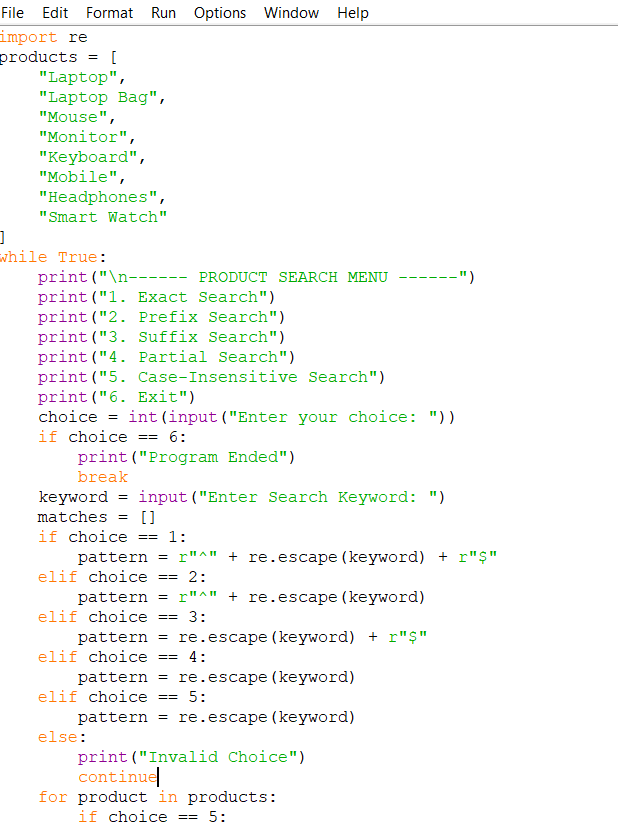 File Edit Format Run Options Window Help
import re
products = [
    "Laptop",
    "Laptop Bag",
    "Mouse",
    "Monitor",
    "Keyboard",
    "Mobile",
    "Headphones",
    "Smart Watch"
]
while True:
    print("\n------ PRODUCT SEARCH MENU ------")
    print("1. Exact Search")
    print("2. Prefix Search")
    print("3. Suffix Search")
    print("4. Partial Search")
    print("5. Case-Insensitive Search")
    print("6. Exit")
    choice = int(input("Enter your choice: "))
    if choice == 6:
        print("Program Ended")
        break
    keyword = input("Enter Search Keyword: ")
    matches = []
    if choice == 1:
        pattern = r"^" + re.escape(keyword) + r"$"
    elif choice == 2:
        pattern = r"^" + re.escape(keyword)
    elif choice == 3:
        pattern = re.escape(keyword) + r"$"
    elif choice == 4:
        pattern = re.escape(keyword)
    elif choice == 5:
        pattern = re.escape(keyword)
    else:
        print("Invalid Choice")
        continue
    for product in products:
        if choice == 5: